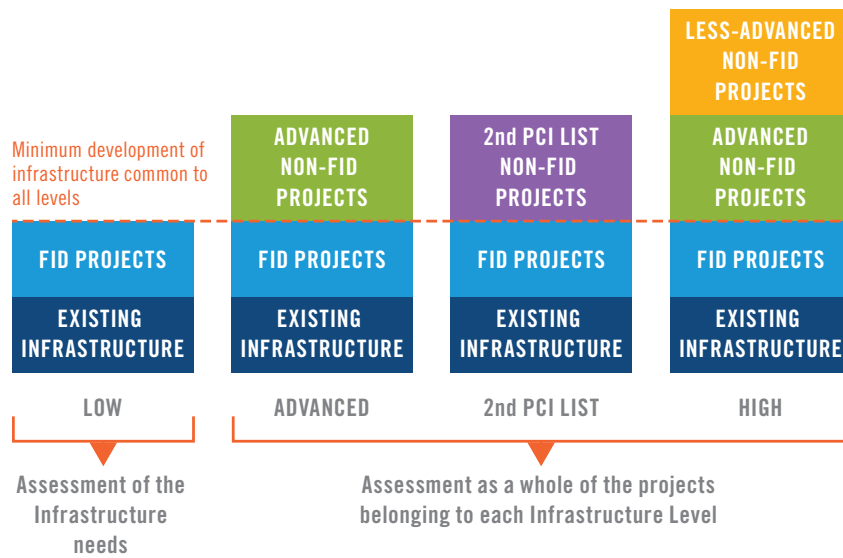 LESS-ADVANCED
NON-FID
PROJECTS
Minimum development of
infrastructure common to
all levels
ADVANCED
NON-FID
PROJECTS
2nd PCI LIST
NON-FID
PROJECTS
ADVANCED
NON-FID
PROJECTS
FID PROJECTS
FID PROJECTS
FID PROJECTS
FID PROJECTS
EXISTING
INFRASTRUCTURE
EXISTING
INFRASTRUCTURE
EXISTING
INFRASTRUCTURE
EXISTING
INFRASTRUCTURE
LOW
ADVANCED
2nd PCI LIST
HIGH
Assessment of the
Infrastructure
needs
Assessment as a whole of the projects
belonging to each Infrastructure Level